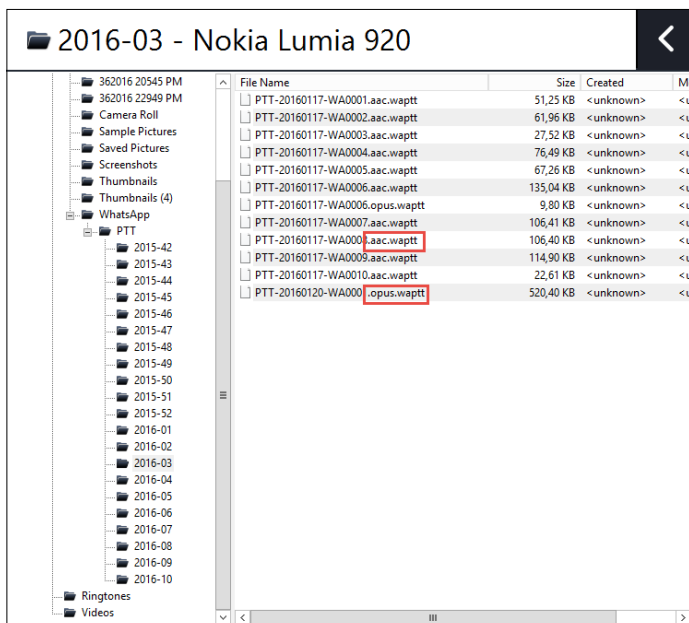 2016-03 - Nokia Lumia 920
362016 20545 PM
362016 22949 PM
Camera Roll
Sample Pictures
Saved Pictures
Screenshots
Thumbnails
Thumbnails (4)
WhatsApp
PTT
2015-42
2015-43
2015-44
2015-45
2015-46
2015-47
2015-48
2015-49
2015-50
2015-51
2015-52
2016-01
2016-02
2016-03
2016-04
2016-05
2016-06
2016-07
2016-08
2016-09
2016-10
Ringtones
Videos
File Name Size Created M
PTT-20160117-WA0001.aac.waptt 51,25 KB <unknown> <u
PTT-20160117-WA0002.aac.waptt 61,96 KB <unknown> <u
PTT-20160117-WA0003.aac.waptt 27,52 KB <unknown> <u
PTT-20160117-WA0004.aac.waptt 76,49 KB <unknown> <u
PTT-20160117-WA0005.aac.waptt 67,26 KB <unknown> <u
PTT-20160117-WA0006.aac.waptt 135,04 KB <unknown> <u
PTT-20160117-WA0006.opus.waptt 9,80 KB <unknown> <u
PTT-20160117-WA0007.aac.waptt 106,41 KB <unknown> <u
PTT-20160117-WA0008.aac.waptt 106,40 KB <unknown> <u
PTT-20160117-WA0009.aac.waptt 114,90 KB <unknown> <u
PTT-20160117-WA0010.aac.waptt 22,61 KB <unknown> <u
PTT-20160120-WA000 .opus.waptt 520,40 KB <unknown> <u